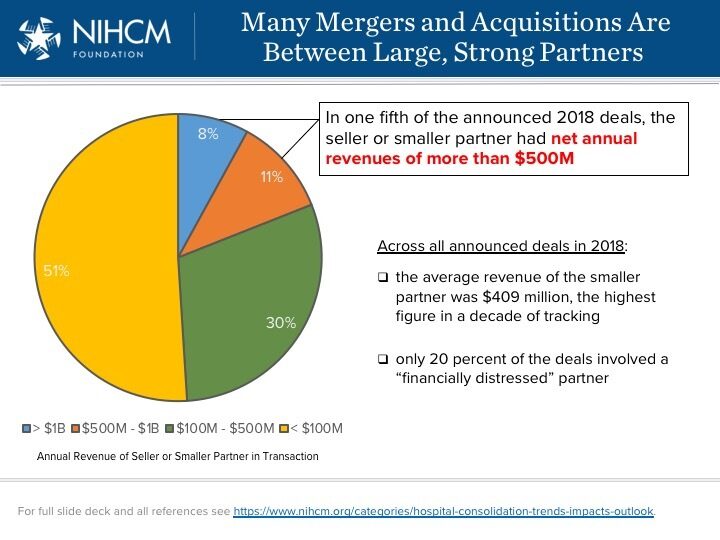 NIHCM
FOUNDATION
Many Mergers and Acquisitions Are
Between Large, Strong Partners
In one fifth of the announced 2018 deals, the
seller or smaller partner had net annual
revenues of more than $500M
8%
11%
51%
30%
Across all announced deals in 2018:
❑ the average revenue of the smaller
partner was $409 million, the highest
figure in a decade of tracking
❑ only 20 percent of the deals involved a
“financially distressed” partner
> $1B $500M - $1B $100M - $500M < $100M
Annual Revenue of Seller or Smaller Partner in Transaction
For full slide deck and all references see https://www.nihcm.org/categories/hospital-consolidation-trends-impacts-outlook.